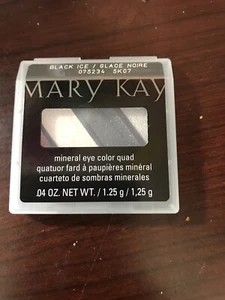 BLACK ICE / GLACE NOIRE
075234 5K07
MARY KAY
mineral eye color quad
quatuor fard à paupières minéral
cuarteto de sombras minerales
.04 OZ. NET WT. / 1.25 g / 1,25 g